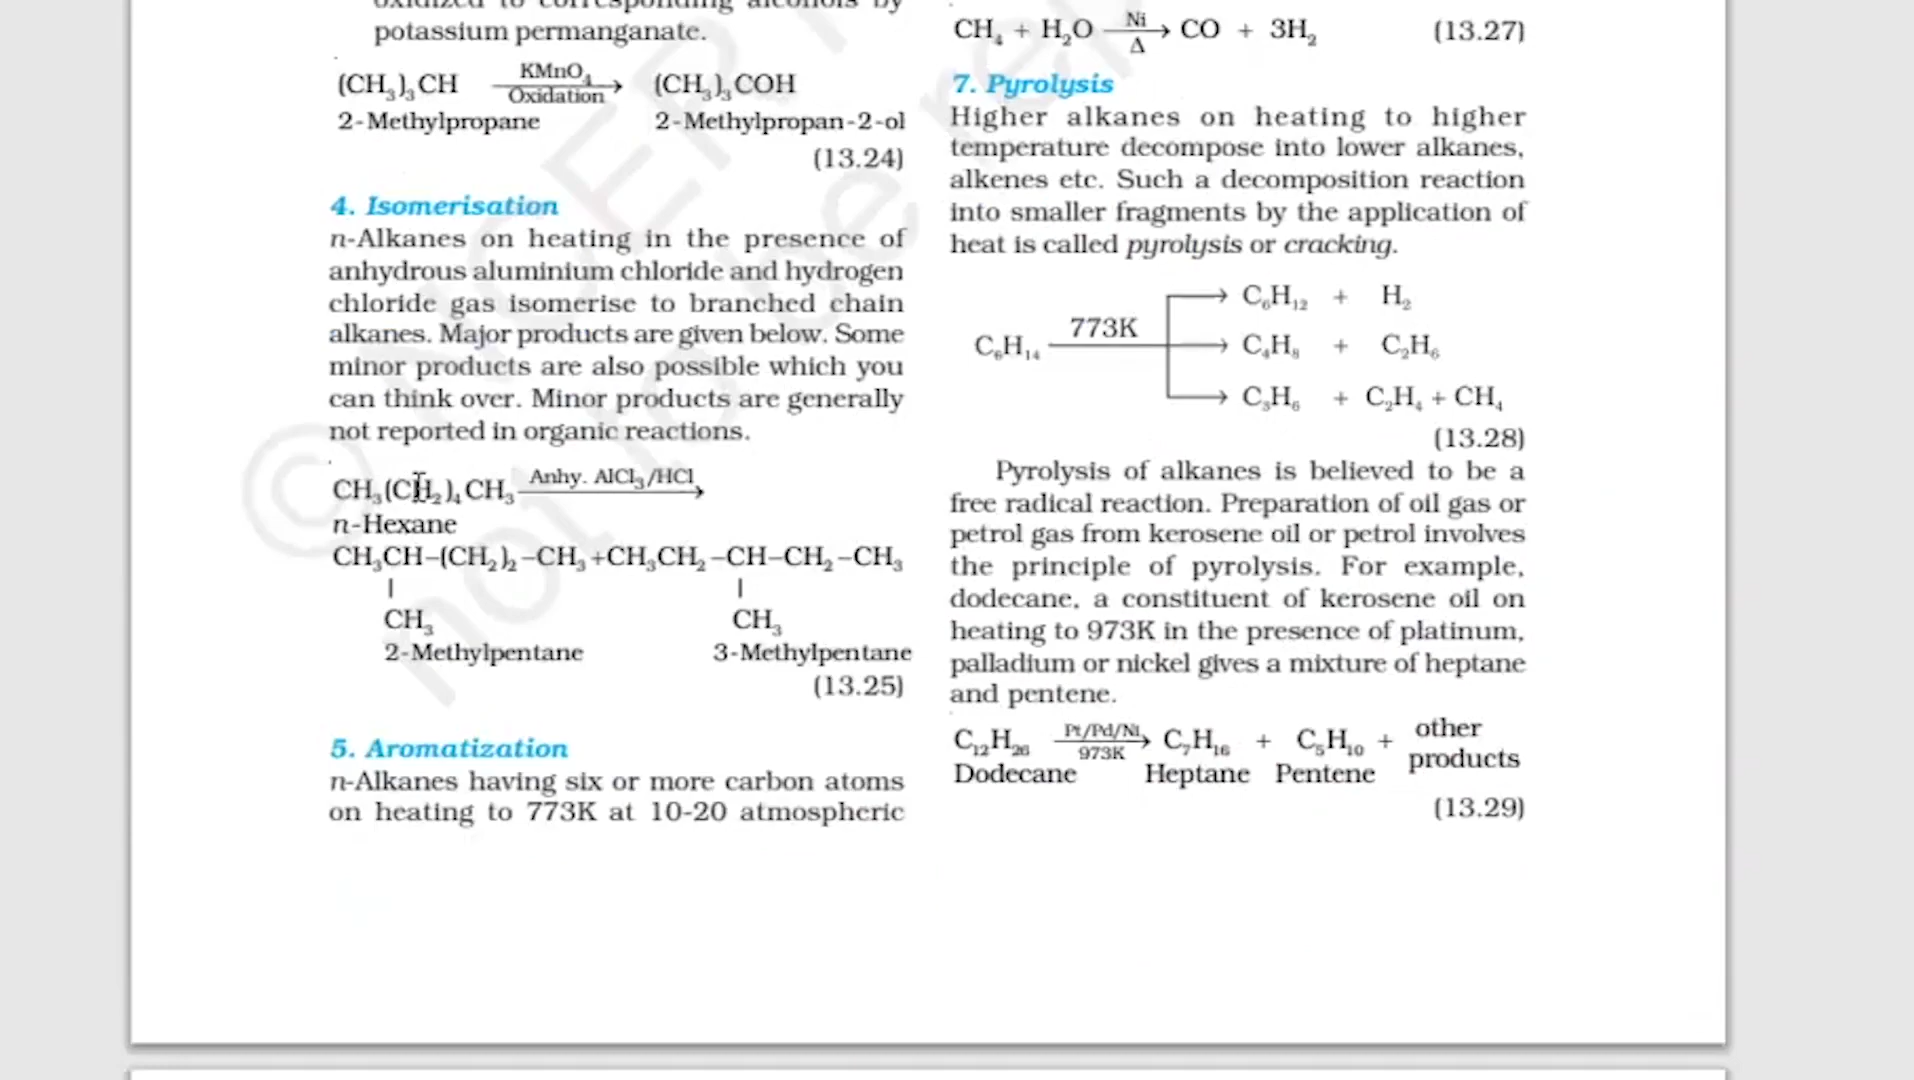 oxidized to corresponding alcohols by
potassium permanganate.
(CH₃)₃CH KMnO₄ Oxidation → (CH₃)₃COH
2-Methylpropane 2-Methylpropan-2-ol
(13.24)
4. Isomerisation
n-Alkanes on heating in the presence of
anhydrous aluminium chloride and hydrogen
chloride gas isomerise to branched chain
alkanes. Major products are given below. Some
minor products are also possible which you
can think over. Minor products are generally
not reported in organic reactions.
CH₃(CH₂)₄CH₃ Anhy. AlCl₃/HCl →
n-Hexane
CH₃CH–(CH₂)₂–CH₃+CH₃CH₂–CH–CH₂–CH₃
| |
CH₃ CH₃
2-Methylpentane 3-Methylpentane
(13.25)
5. Aromatization
n-Alkanes having six or more carbon atoms
on heating to 773K at 10-20 atmospheric
CH₄ + H₂O Ni Δ → CO + 3H₂ (13.27)
7. Pyrolysis
Higher alkanes on heating to higher
temperature decompose into lower alkanes,
alkenes etc. Such a decomposition reaction
into smaller fragments by the application of
heat is called pyrolysis or cracking.
→ C₆H₁₂ + H₂
C₆H₁₄ 773K → C₄H₈ + C₂H₆
→ C₃H₆ + C₂H₄ + CH₄
(13.28)
Pyrolysis of alkanes is believed to be a
free radical reaction. Preparation of oil gas or
petrol gas from kerosene oil or petrol involves
the principle of pyrolysis. For example,
dodecane, a constituent of kerosene oil on
heating to 973K in the presence of platinum,
palladium or nickel gives a mixture of heptane
and pentene.
C₁₂H₂₆ Pt/Pd/Ni 973K → C₇H₁₆ + C₅H₁₀ + other products
Dodecane Heptane Pentene
(13.29)
© NCERT
not to be re